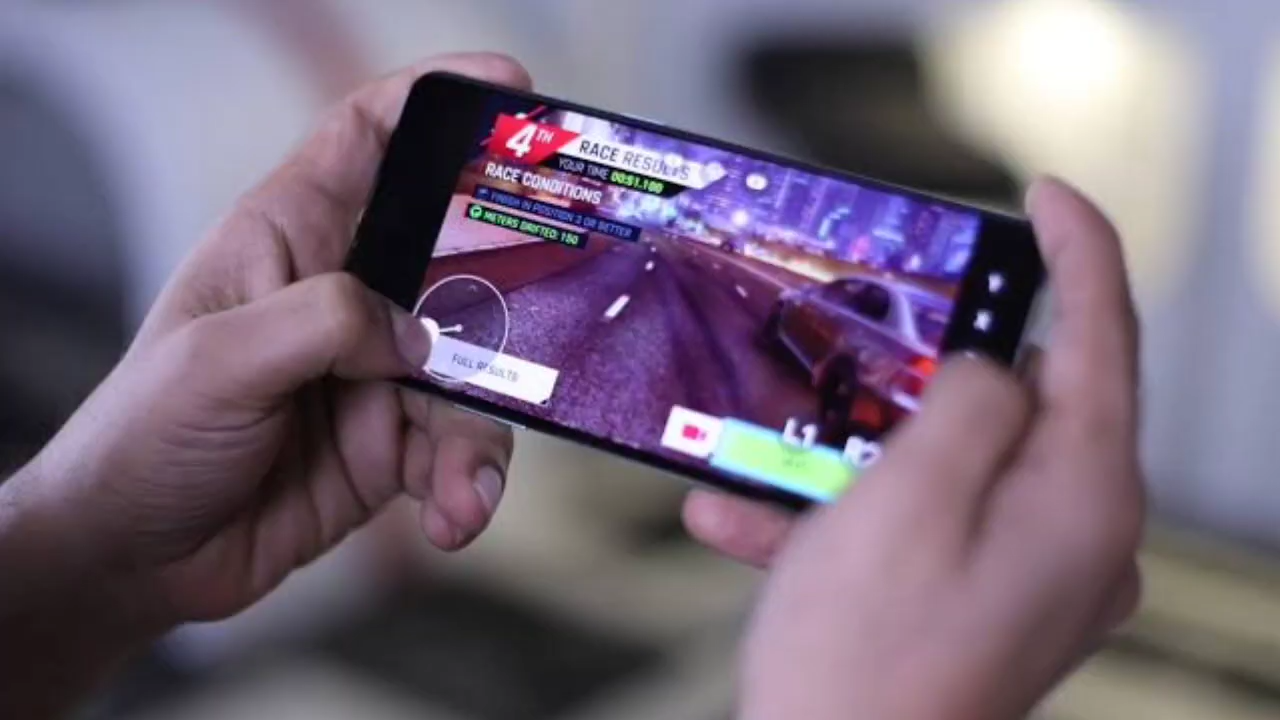 4TH RACE RESULTS
YOUR TIME 00:51.100
RACE CONDITIONS
FINISH IN POSITION 3 OR BETTER
METERS DRIFTED: 150
FULL RESULTS
L1